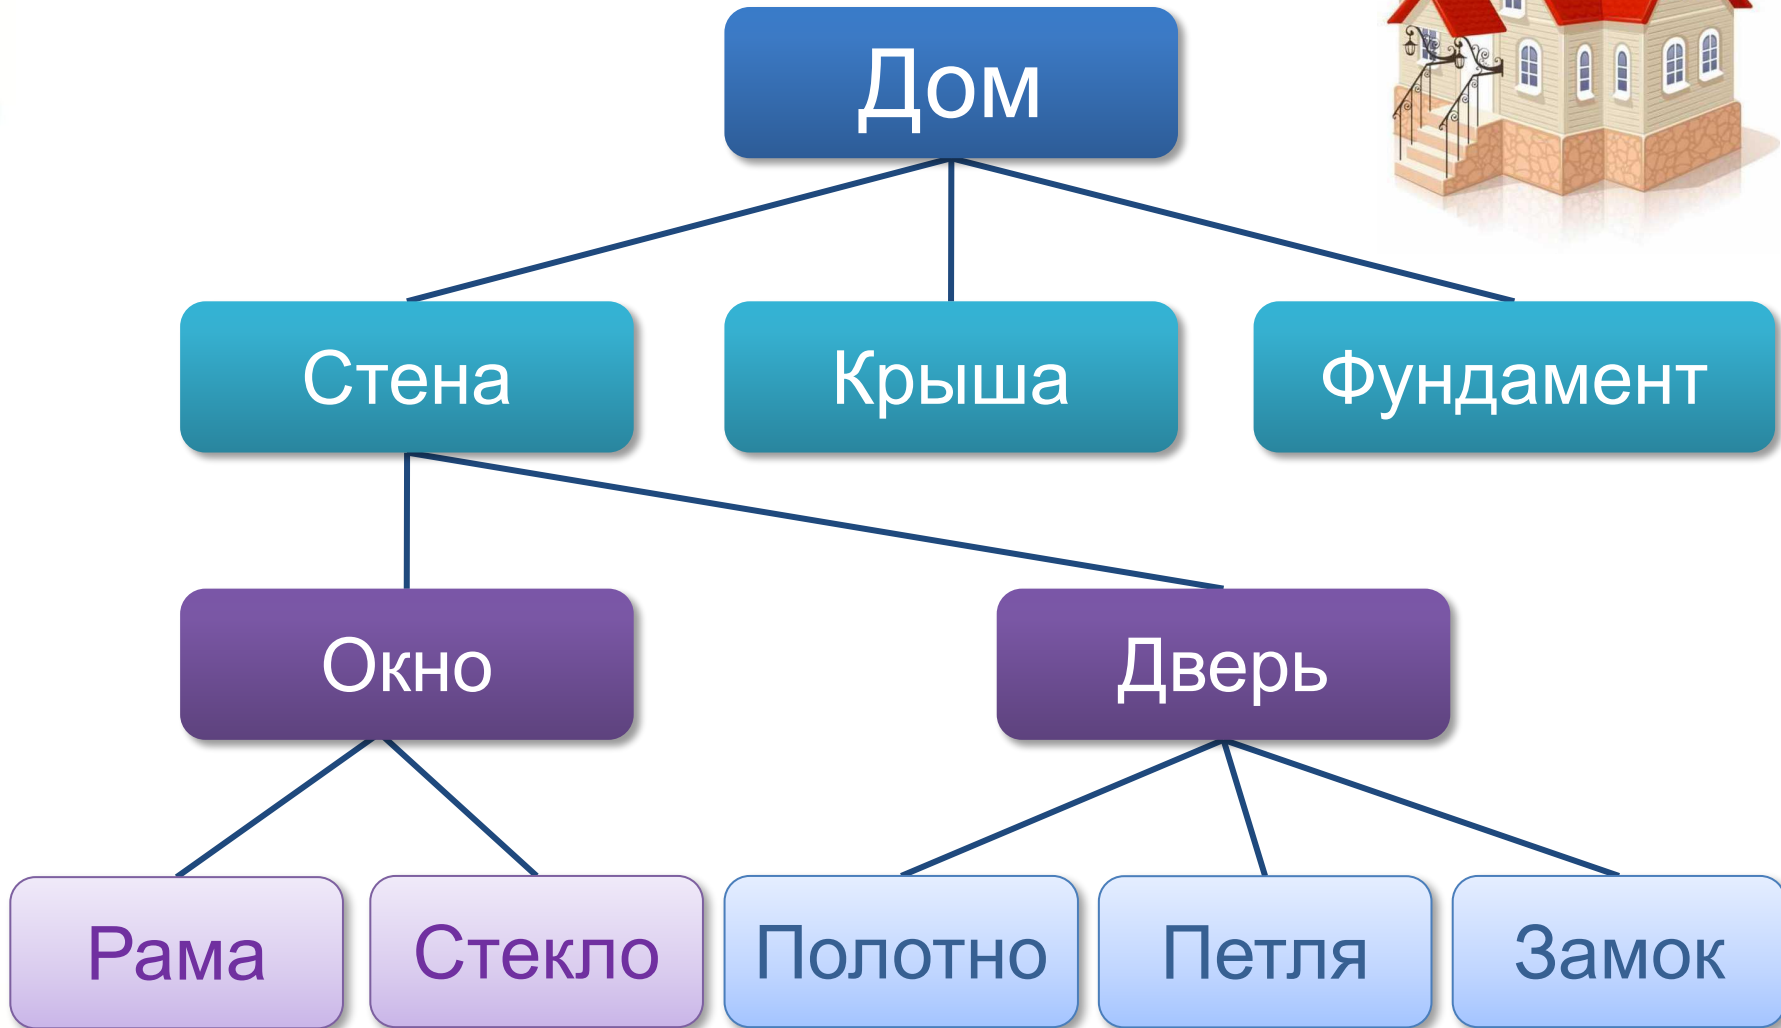 Дом
Стена
Крыша
Фундамент
Окно
Дверь
Рама
Стекло
Полотно
Петля
Замок